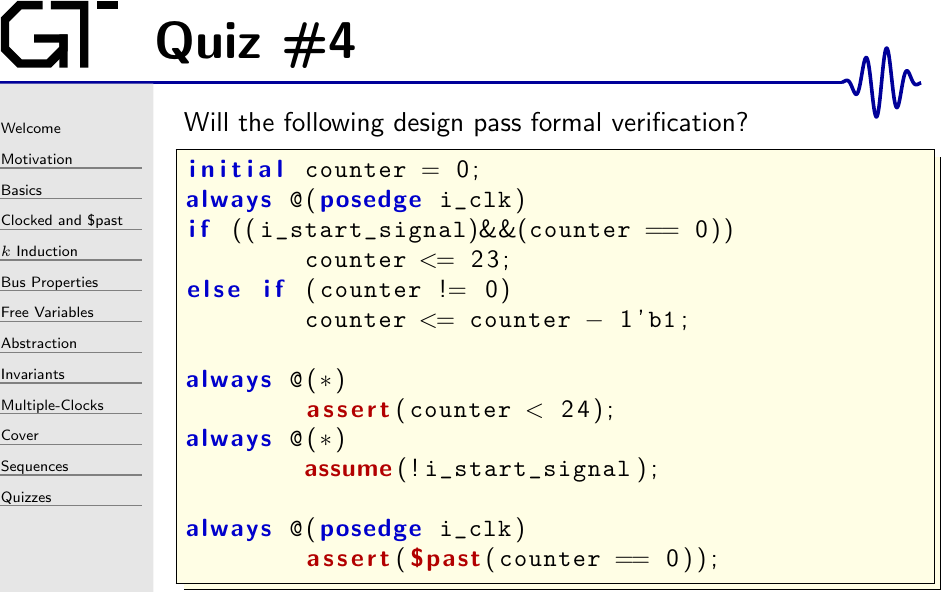 GT
Quiz #4
Welcome
Motivation
Basics
Clocked and $past
k Induction
Bus Properties
Free Variables
Abstraction
Invariants
Multiple-Clocks
Cover
Sequences
Quizzes
Will the following design pass formal verification?
initial counter = 0;
always @(posedge i_clk)
if ((i_start_signal)&&(counter == 0))
counter <= 23;
else if (counter != 0)
counter <= counter − 1'b1;
always @(*)
assert(counter < 24);
always @(*)
assume(!i_start_signal);
always @(posedge i_clk)
assert($past(counter == 0));